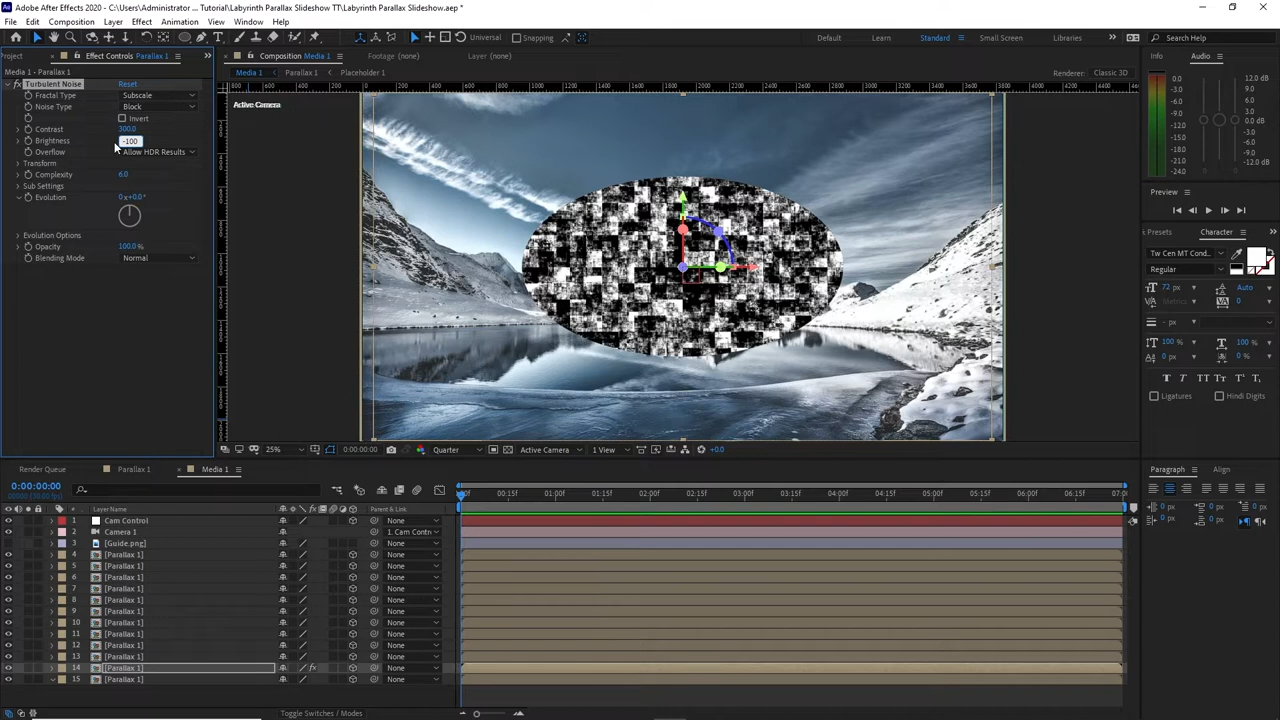 Adobe After Effects 2020 - C:\Users\Administrator ... Tutorial\Labyrinth Parallax Slideshow TT\Labyrinth Parallax Slideshow.aep *
File Edit Composition Layer Effect Animation View Window Help
Snapping Universal Default Learn Standard Small Screen Libraries Search Help
Project Effect Controls Parallax 1 Composition Media 1 Footage (none) Layer (none) Info Audio
Media 1 • Parallax 1 Media 1 Parallax 1 Placeholder 1 Renderer: Classic 3D
Turbulent Noise Reset
Fractal Type Subscale
Noise Type Block
Invert
Contrast 300.0
Brightness -100
Overflow Allow HDR Results
Transform
Complexity 6.0
Sub Settings
Evolution 0x+0.0°
Evolution Options
Opacity 100.0 %
Blending Mode Normal
Active Camera
0.0 12.0 dB
-3.0 9.0
-6.0 6.0
-9.0 3.0
-12.0 0.0 dB
-15.0 -3.0
-18.0 -6.0
-21.0 -9.0
-24.0 -12.0 dB
Preview
Presets Character
Tw Cen MT Cond...
Regular
72 px Auto
Metrics 0
- px
100 % 100 %
0 px 0 %
Ligatures Hindi Digits
25% 0:00:00:00 Quarter Active Camera 1 View +0.0
Render Queue Parallax 1 Media 1 Paragraph Align
0:00:00:00
00000 (30.00 fps)
# Layer Name Parent & Link
00:15f 01:00f 01:15f 02:00f 02:15f 03:00f 03:15f 04:00f 04:15f 05:00f 05:15f 06:00f 06:15f 07:0
0 px 0 px
0 px 0 px
0 px
1 Cam Control None
2 Camera 1 1. Cam Contr
3 [Guide.png] None
4 [Parallax 1] None
5 [Parallax 1] None
6 [Parallax 1] None
7 [Parallax 1] None
8 [Parallax 1] None
9 [Parallax 1] None
10 [Parallax 1] None
11 [Parallax 1] None
12 [Parallax 1] None
13 [Parallax 1] None
14 [Parallax 1] None
15 [Parallax 1] None
Toggle Switches / Modes